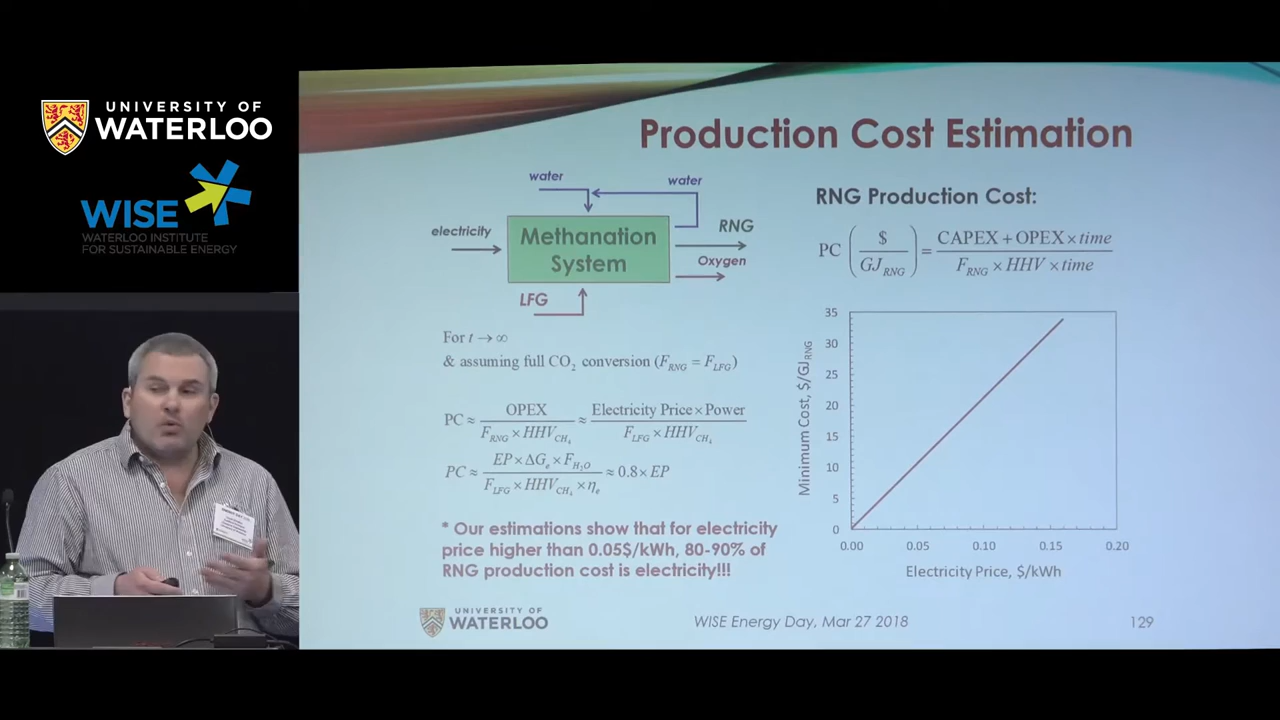 UNIVERSITY OF
WATERLOO
WISE
WATERLOO INSTITUTE
FOR SUSTAINABLE ENERGY
Production Cost Estimation
water
water
electricity
Methanation
System
RNG
Oxygen
LFG
For t → ∞
& assuming full CO₂ conversion (F_RNG = F_LFG)
PC ≈ OPEX / (F_RNG × HHV_CH₄) ≈ (Electricity Price × Power) / (F_LFG × HHV_CH₄)
PC ≈ (EP × ΔG_e × F_H₂O) / (F_LFG × HHV_CH₄ × η_e) ≈ 0.8 × EP
* Our estimations show that for electricity
price higher than 0.05$/kWh, 80-90% of
RNG production cost is electricity!!!
RNG Production Cost:
PC ($ / GJ_RNG) = (CAPEX + OPEX × time) / (F_RNG × HHV × time)
Minimum Cost, $/GJ_RNG
35
30
25
20
15
10
5
0
0.00 0.05 0.10 0.15 0.20
Electricity Price, $/kWh
UNIVERSITY OF
WATERLOO
WISE Energy Day, Mar 27 2018
129